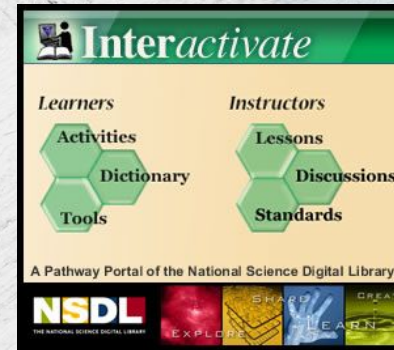 Interactivate
Learners
Instructors
Activities
Dictionary
Tools
Lessons
Discussions
Standards
A Pathway Portal of the National Science Digital Library
NSDL
THE NATIONAL SCIENCE DIGITAL LIBRARY
EXPLORE
SHARE
LEARN
CREA